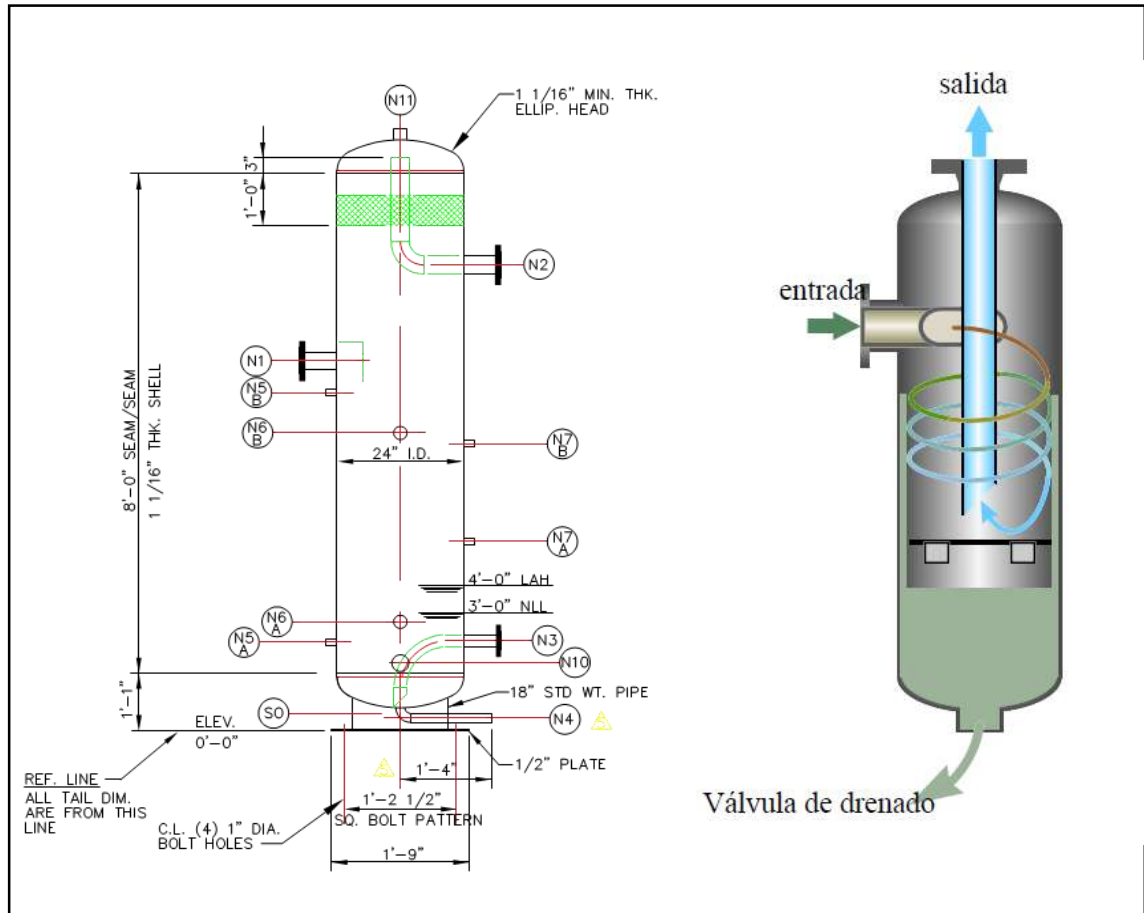 N11
1 1/16" MIN. THK.
ELLIP. HEAD
3"
1'-0"
N2
N1
N5
B
N6
B
N7
B
24" I.D.
8'-0" SEAM/SEAM
1 1/16" THK. SHELL
N7
A
4'-0" LAH
3'-0" NLL
N6
A
N5
A
N3
N10
1'-1"
18" STD WT. PIPE
SO
N4
ELEV.
0'-0"
REF. LINE
ALL TAIL DIM.
ARE FROM THIS
LINE
1'-4"
1/2" PLATE
1'-2 1/2"
SQ. BOLT PATTERN
C.L. (4) 1" DIA.
BOLT HOLES
1'-9"
salida
entrada
Válvula de drenado